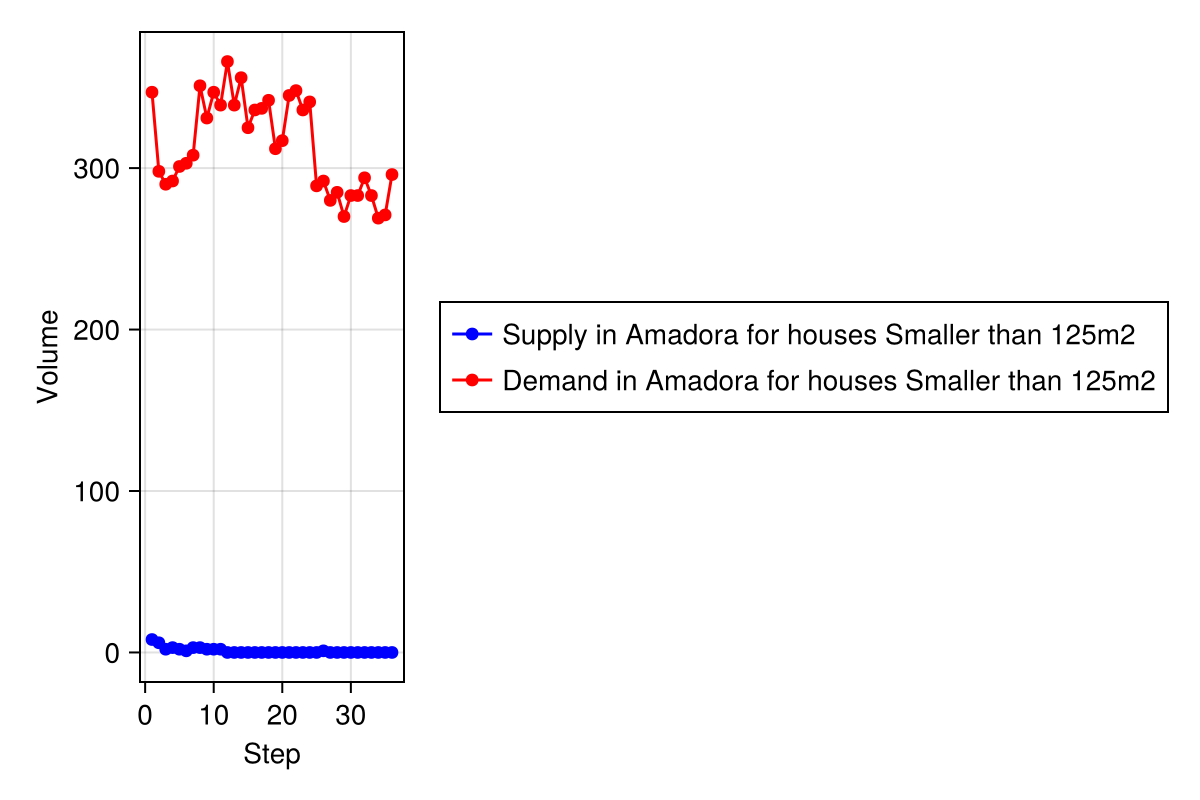 Volume
300
200
100
0
0 10 20 30
Step
Supply in Amadora for houses Smaller than 125m2
Demand in Amadora for houses Smaller than 125m2